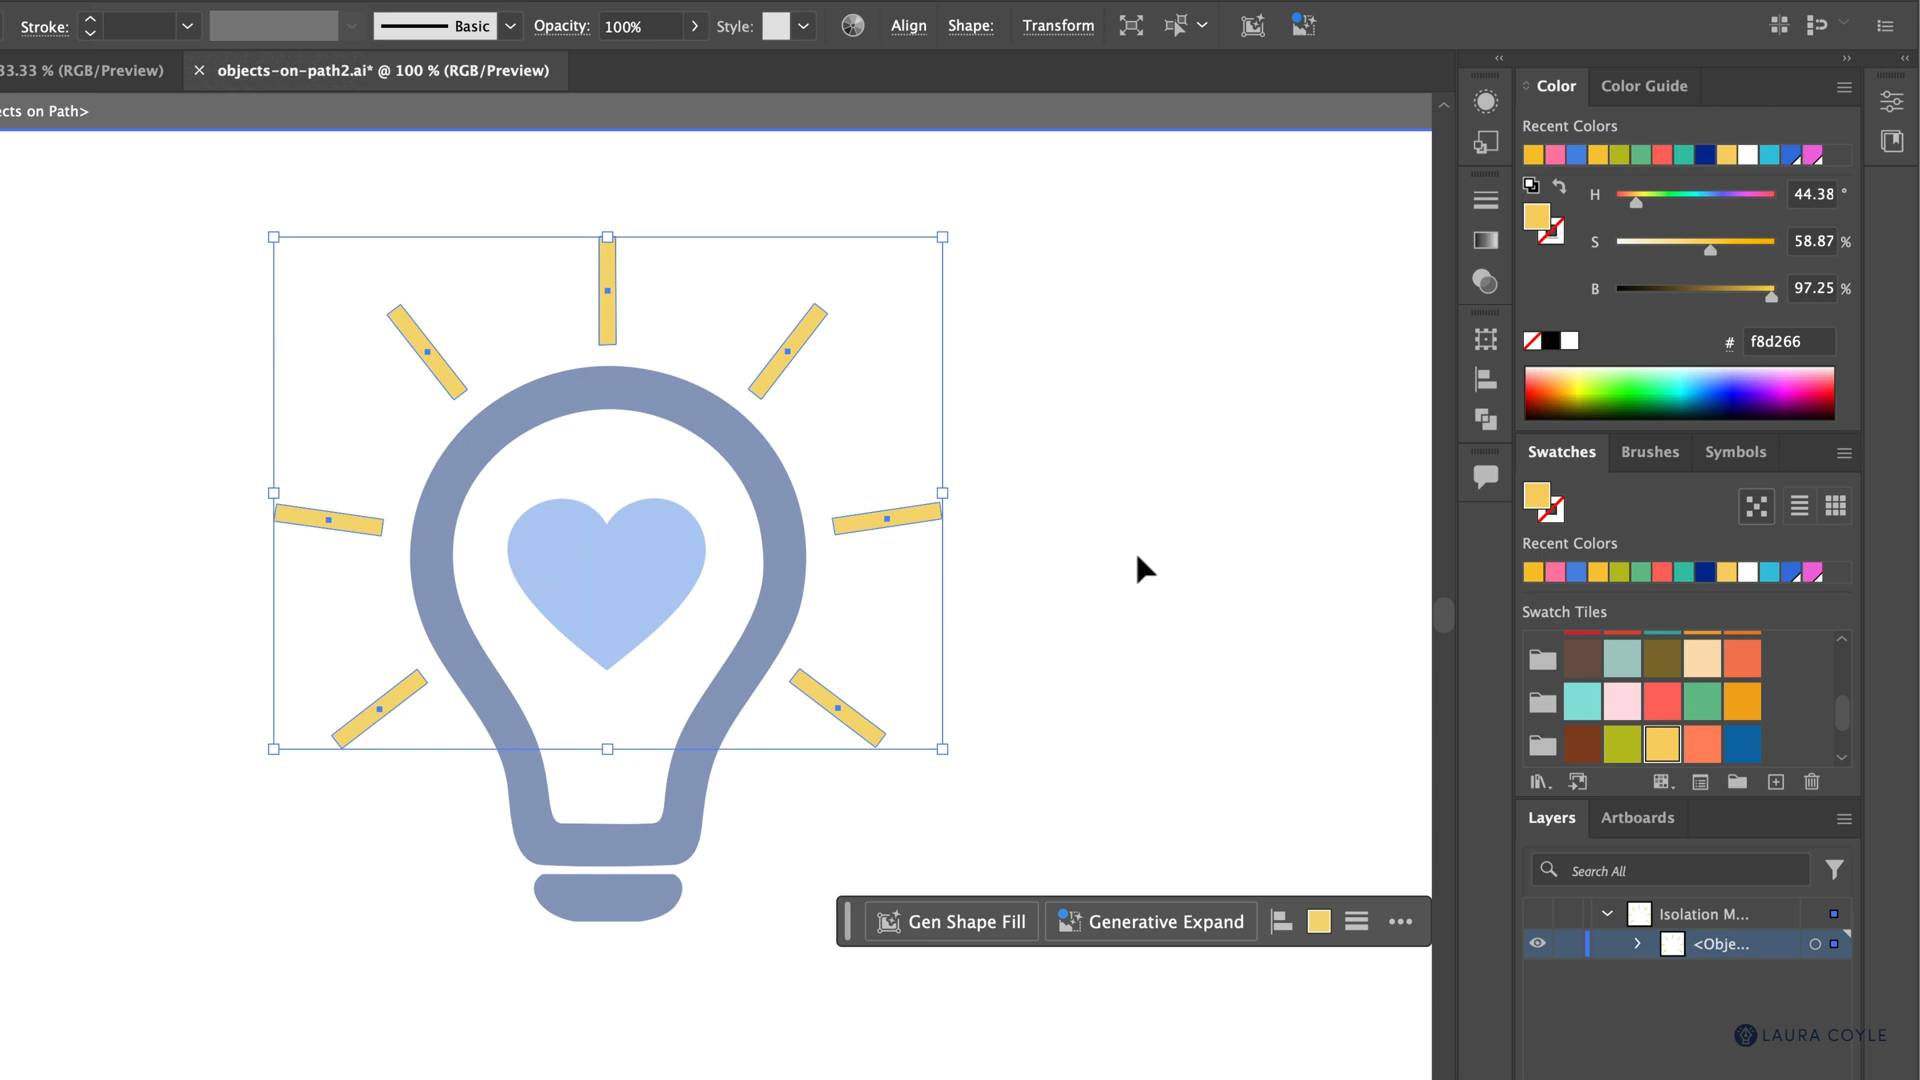 Stroke:
Basic
Opacity: 100%
Style:
Align
Shape:
Transform
33.33 % (RGB/Preview)
× objects-on-path2.ai* @ 100 % (RGB/Preview)
ects on Path>
Color
Color Guide
Recent Colors
H 44.38 °
S 58.87 %
B 97.25 %
# f8d266
Swatches
Brushes
Symbols
Recent Colors
Swatch Tiles
Layers
Artboards
Search All
Isolation M...
<Obje...
Gen Shape Fill
Generative Expand
LAURA COYLE